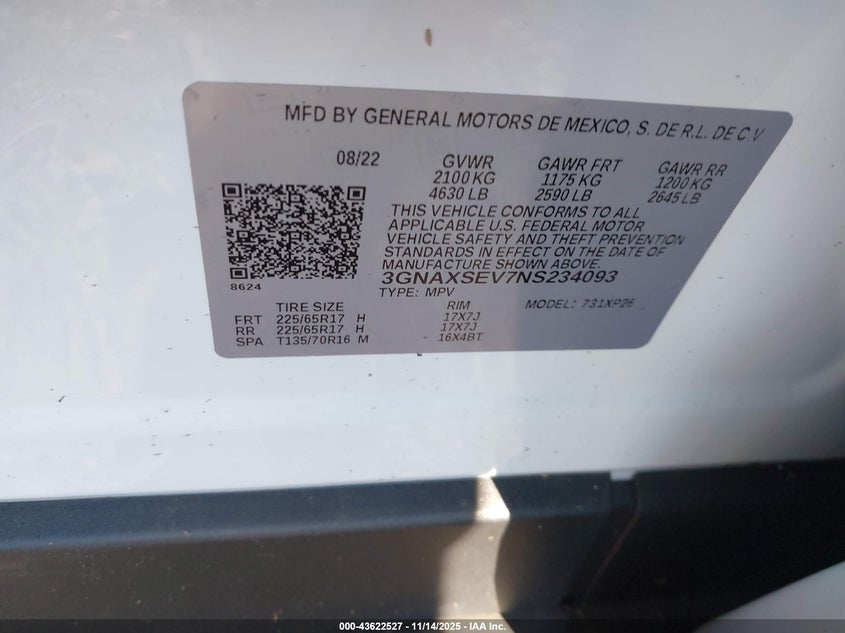 MFD BY GENERAL MOTORS DE MEXICO, S. DE R.L. DE C.V
08/22 GVWR GAWR FRT GAWR RR
2100 KG 1175 KG 1200 KG
4630 LB 2590 LB 2645 LB
THIS VEHICLE CONFORMS TO ALL
APPLICABLE U.S. FEDERAL MOTOR
VEHICLE SAFETY AND THEFT PREVENTION
STANDARDS IN EFFECT ON THE DATE OF
MANUFACTURE SHOWN ABOVE.
3GNAXSEV7NS234093
8624
TYPE: MPV MODEL: 731XP26
TIRE SIZE RIM
FRT 225/65R17 H 17X7J
RR 225/65R17 H 17X7J
SPA T135/70R16 M 16X4BT
000-43622527 - 11/14/2025 - IAA Inc.